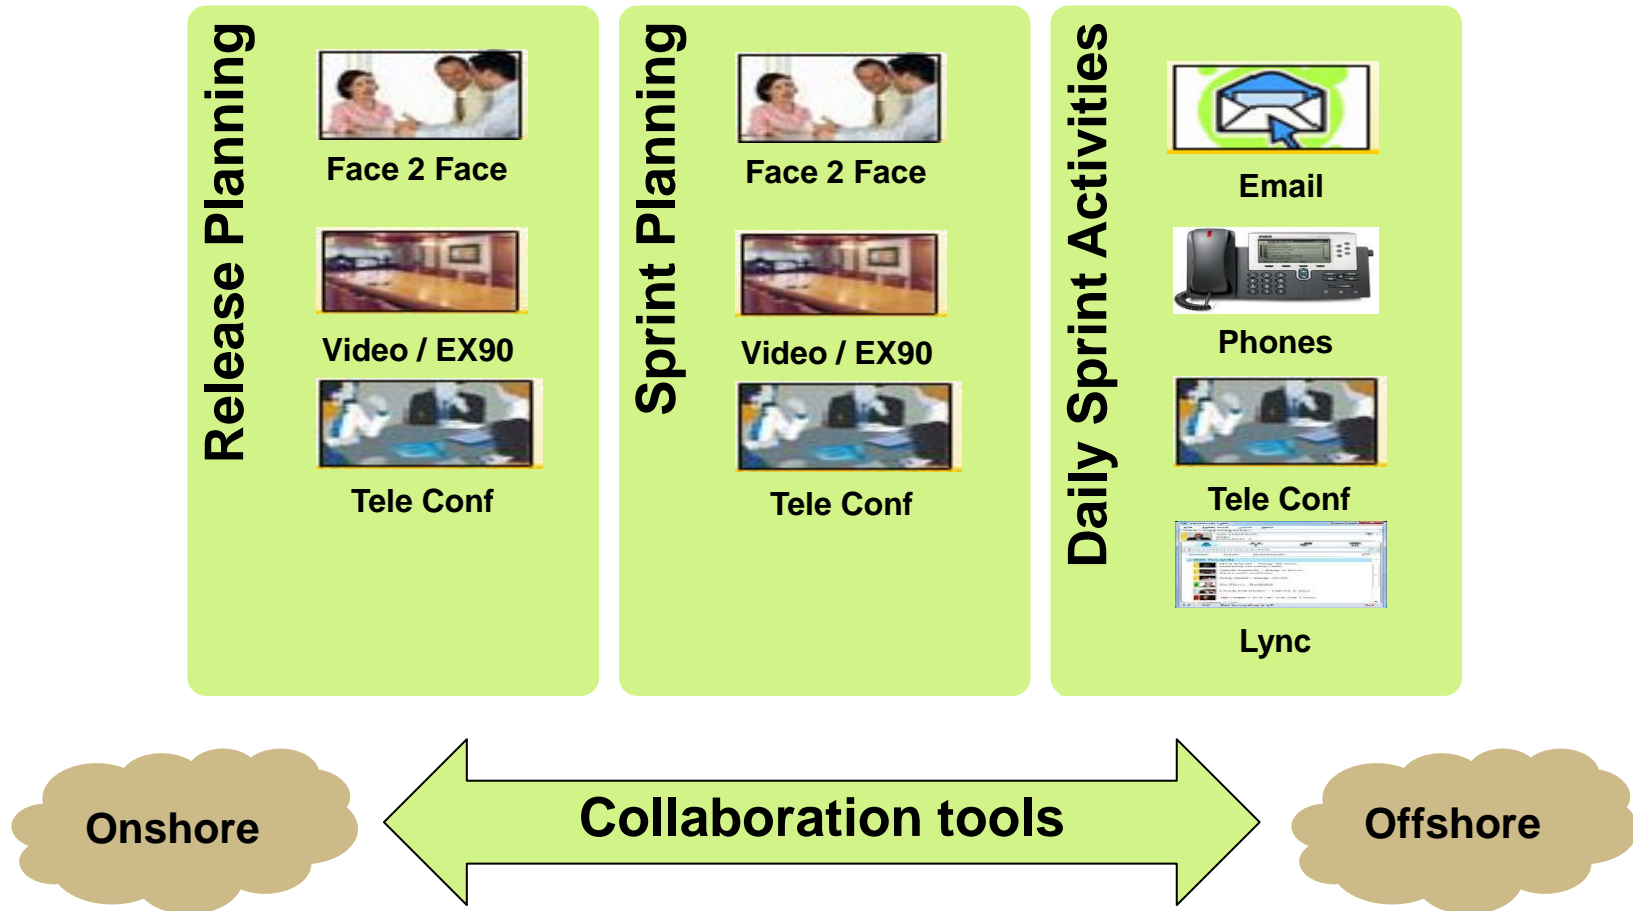 Release Planning
Face 2 Face
Video / EX90
Tele Conf
Sprint Planning
Face 2 Face
Video / EX90
Tele Conf
Daily Sprint Activities
Email
Phones
Tele Conf
Lync
Onshore
Collaboration tools
Offshore